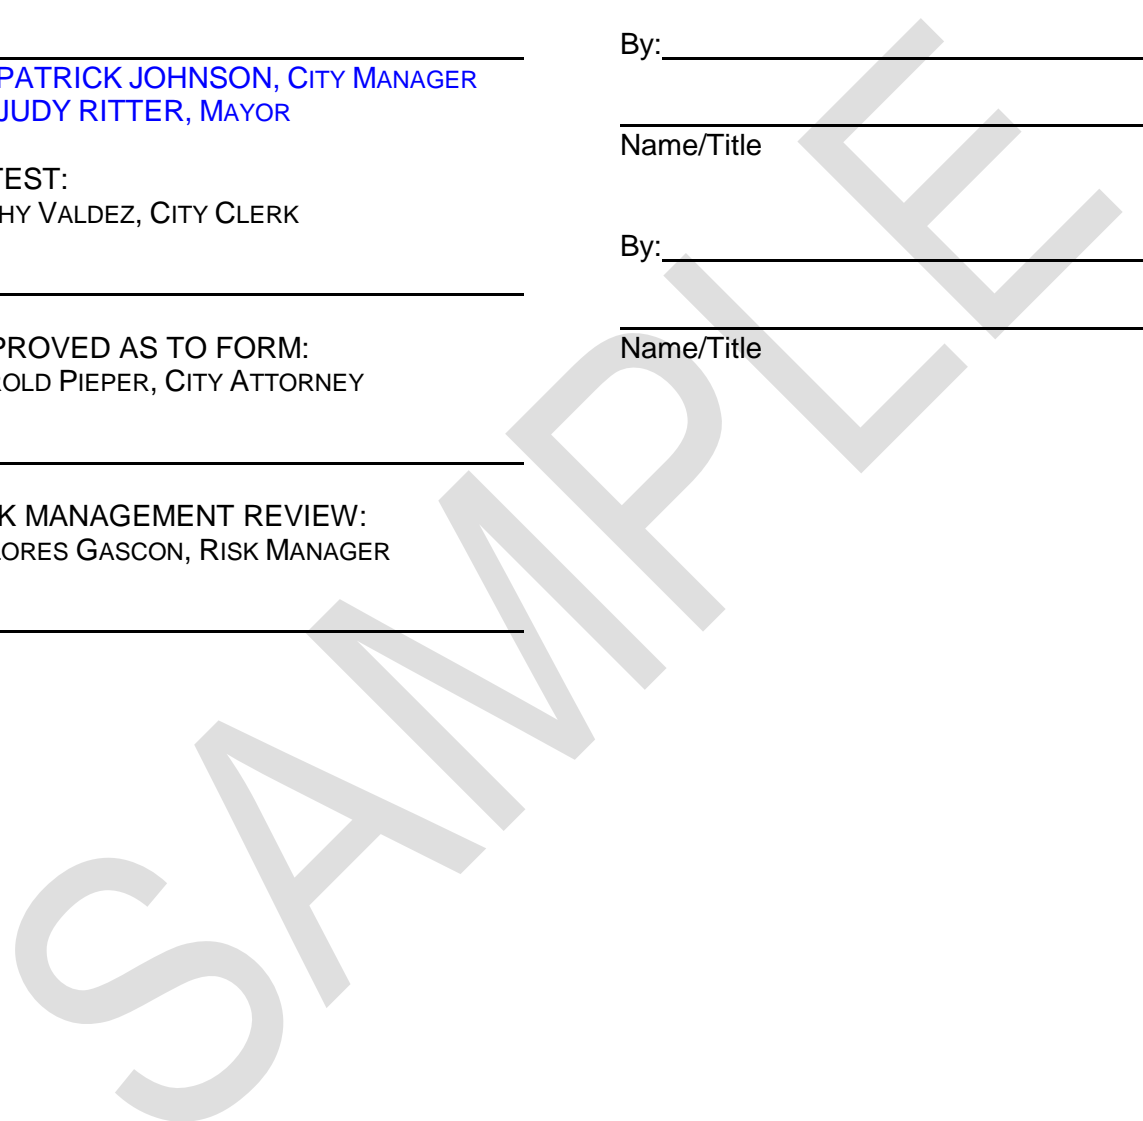 PATRICK JOHNSON, CITY MANAGER
JUDY RITTER, MAYOR
TEST:
HY VALDEZ, CITY CLERK
PROVED AS TO FORM:
OLD PIEPER, CITY ATTORNEY
K MANAGEMENT REVIEW:
ORES GASCON, RISK MANAGER
By:
Name/Title
By:
Name/Title
SAMPLE